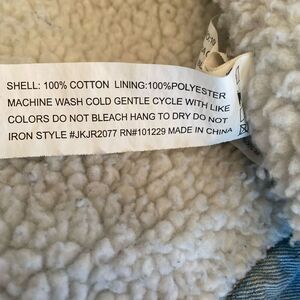 SHELL: 100% COTTON LINING:100%POLYESTER
MACHINE WASH COLD GENTLE CYCLE WITH LIKE
COLORS DO NOT BLEACH HANG TO DRY DO NOT
IRON STYLE #JKJR2077 RN#101229 MADE IN CHINA